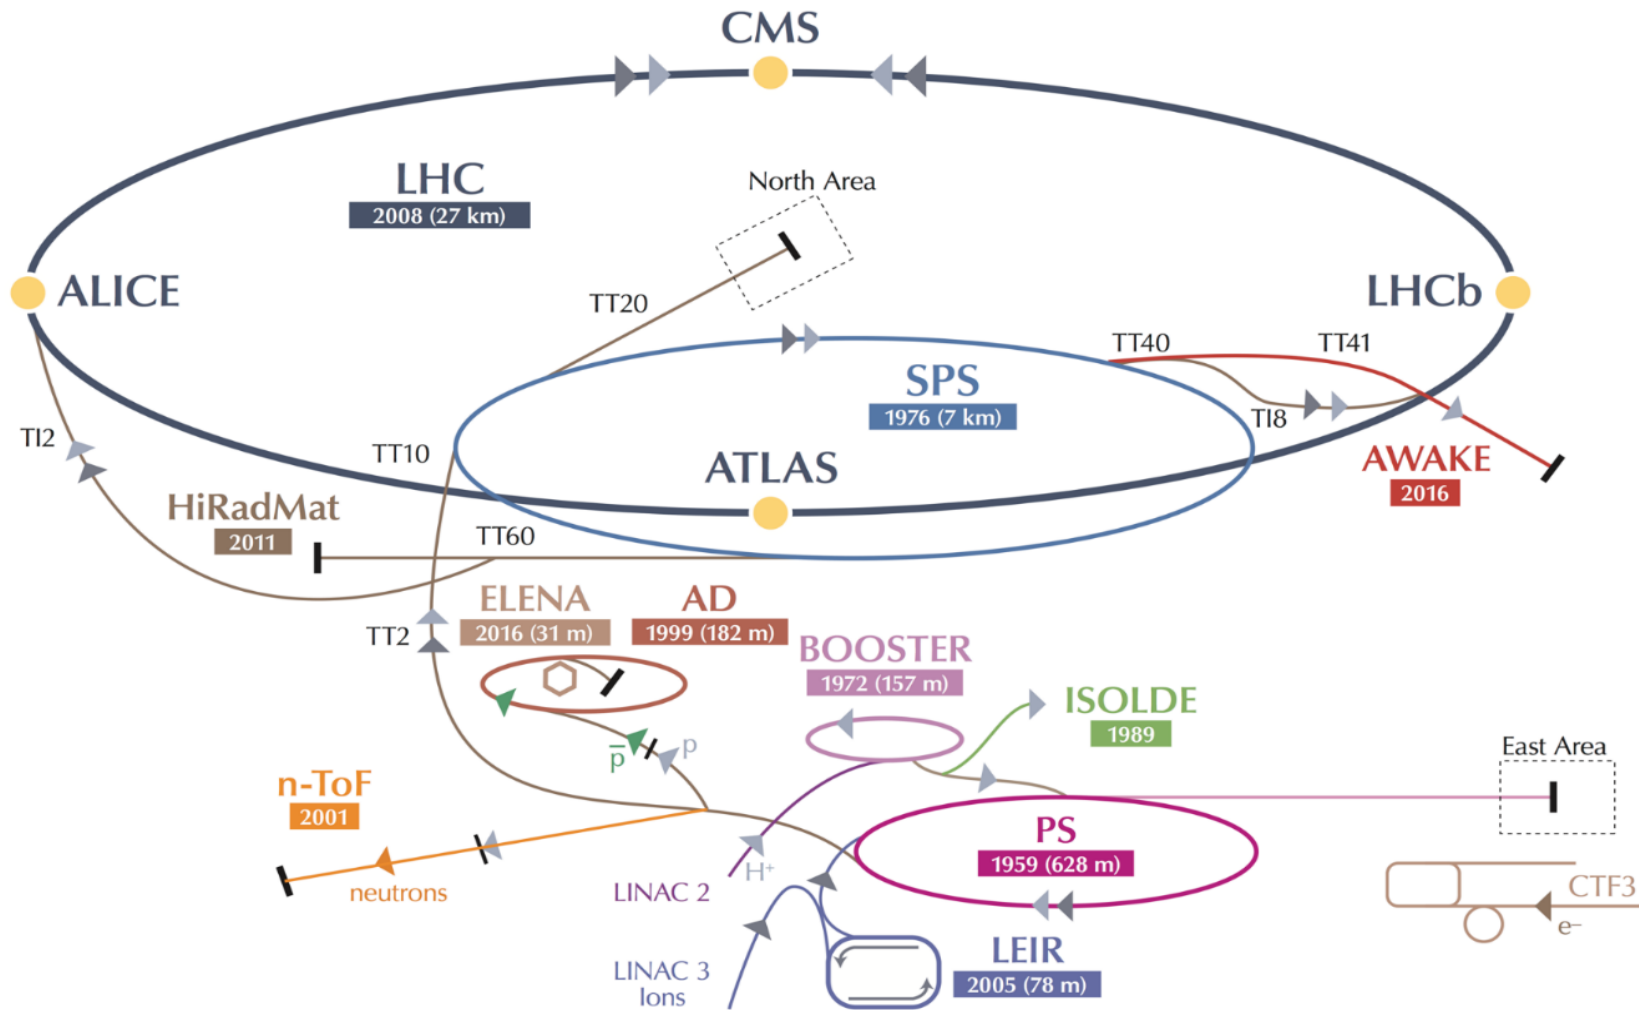 CMS
LHC
2008 (27 km)
North Area
ALICE
TT20
LHCb
TT40
TT41
SPS
1976 (7 km)
TI8
TI2
TT10
ATLAS
AWAKE
2016
HiRadMat
2011
TT60
ELENA
2016 (31 m)
AD
1999 (182 m)
TT2
BOOSTER
1972 (157 m)
ISOLDE
1989
p̅
p
East Area
n-ToF
2001
PS
1959 (628 m)
neutrons
LINAC 2
H⁺
CTF3
e⁻
LEIR
2005 (78 m)
LINAC 3
Ions